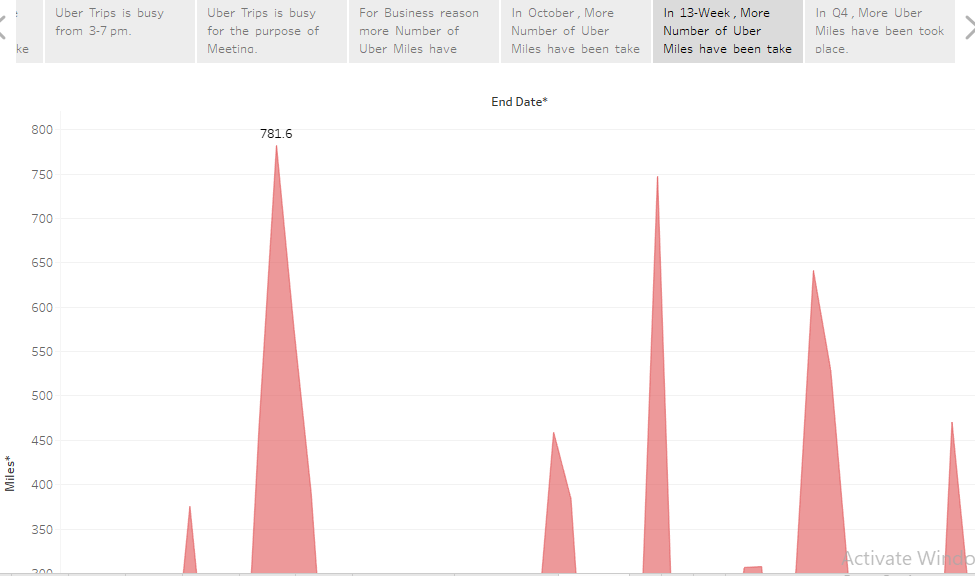 ke
Uber Trips is busy
from 3-7 pm.
Uber Trips is busy
for the purpose of
Meeting.
For Business reason
more Number of
Uber Miles have
In October, More
Number of Uber
Miles have been take
In 13-Week, More
Number of Uber
Miles have been take
In Q4, More Uber
Miles have been took
place.
End Date*
800
781.6
750
700
650
600
550
500
450
Miles*
400
350
300
Activate Windo